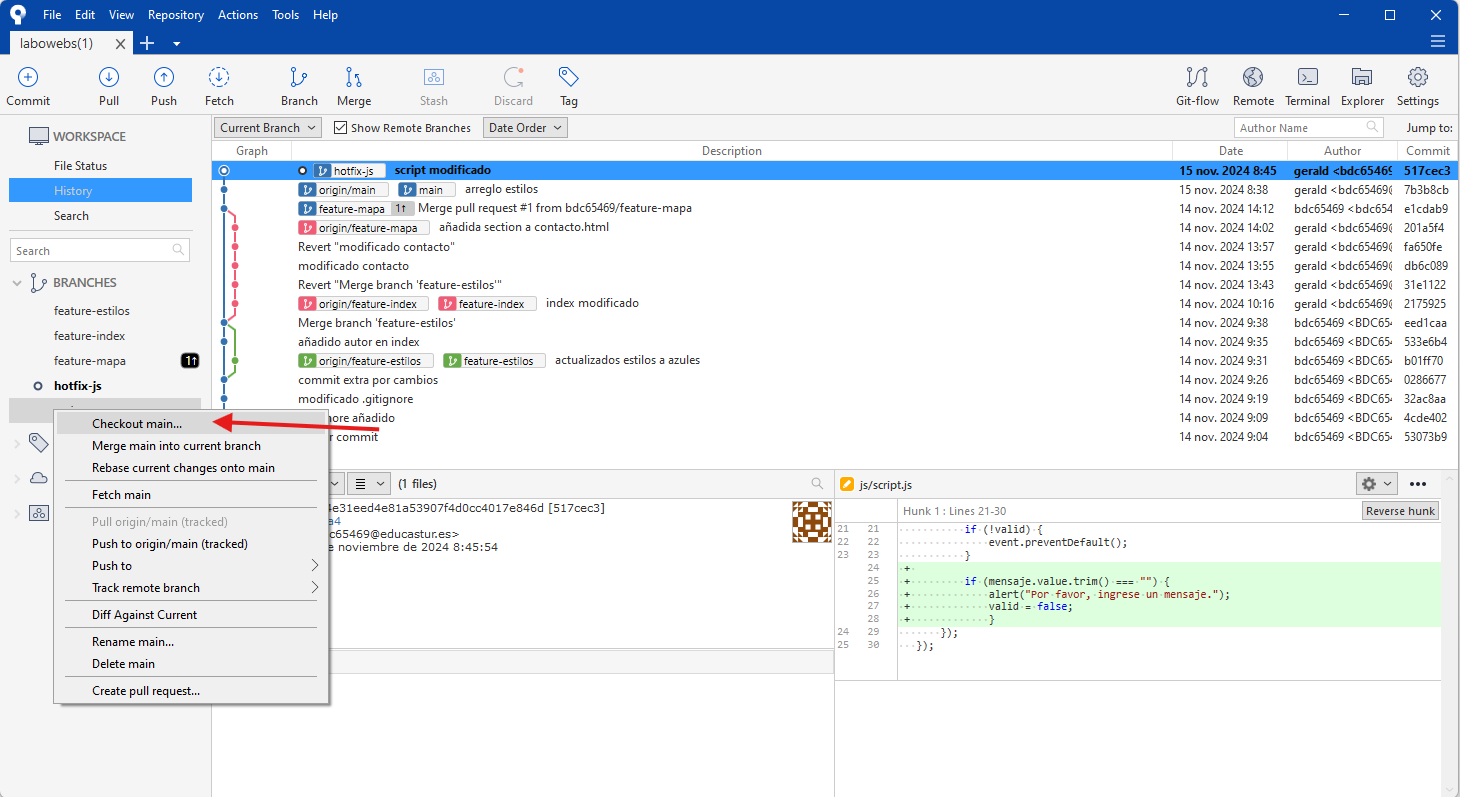 File Edit View Repository Actions Tools Help
labowebs(1)
Commit Pull Push Fetch Branch Merge Stash Discard Tag Git-flow Remote Terminal Explorer Settings
WORKSPACE
File Status
History
Search
Search
BRANCHES
feature-estilos
feature-index
feature-mapa 1↑
hotfix-js
Current Branch Show Remote Branches Date Order Author Name Jump to:
Graph Description Date Author Commit
hotfix-js script modificado 15 nov. 2024 8:45 gerald <bdc65469 517cec3
origin/main main arreglo estilos 15 nov. 2024 8:38 gerald <bdc65469@ 7b3b8cb
feature-mapa 1↑ Merge pull request #1 from bdc65469/feature-mapa 14 nov. 2024 14:12 bdc65469 <bdc654 e1cdab9
origin/feature-mapa añadida section a contacto.html 14 nov. 2024 14:02 gerald <bdc65469@ 201a5f4
Revert "modificado contacto" 14 nov. 2024 13:57 gerald <bdc65469@ fa650fe
modificado contacto 14 nov. 2024 13:55 gerald <bdc65469@ db6c089
Revert "Merge branch 'feature-estilos'" 14 nov. 2024 13:43 gerald <bdc65469@ 31e1122
origin/feature-index feature-index index modificado 14 nov. 2024 10:16 gerald <bdc65469@ 2175925
Merge branch 'feature-estilos' 14 nov. 2024 9:38 bdc65469 <BDC654 eed1caa
añadido autor en index 14 nov. 2024 9:35 bdc65469 <BDC654 533e6b4
origin/feature-estilos feature-estilos actualizados estilos a azules 14 nov. 2024 9:31 bdc65469 <BDC654 b01ff70
commit extra por cambios 14 nov. 2024 9:26 bdc65469 <BDC654 0286677
modificado .gitignore 14 nov. 2024 9:19 bdc65469 <BDC654 32ac8aa
ore añadido 14 nov. 2024 9:09 bdc65469 <BDC654 4cde402
commit 14 nov. 2024 9:04 bdc65469 <BDC654 53073b9
Checkout main...
Merge main into current branch
Rebase current changes onto main
Fetch main
Pull origin/main (tracked)
Push to origin/main (tracked)
Push to
Track remote branch
Diff Against Current
Rename main...
Delete main
Create pull request...
(1 files)
4e31eed4e81a53907f4d0cc4017e846d [517cec3]
a4
c65469@educastur.es>
e noviembre de 2024 8:45:54
js/script.js
Hunk 1 : Lines 21-30 Reverse hunk
21 21 if (!valid) {
22 22 event.preventDefault();
23 23 }
24 +
25 + if (mensaje.value.trim() === "") {
26 + alert("Por favor, ingrese un mensaje.");
27 + valid = false;
28 + }
24 29 });
25 30 });